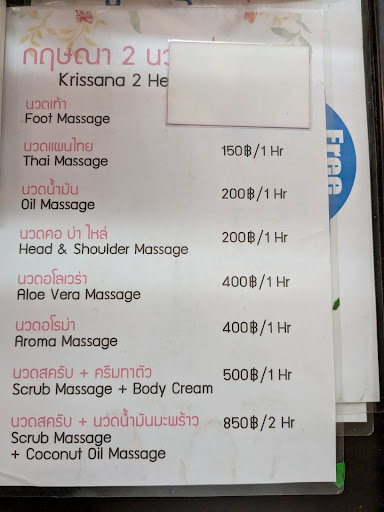 กฤษณา 2
Krissana 2
นวดเท้า
Foot Massage
นวดแผนไทย
Thai Massage 150฿/1 Hr
นวดน้ำมัน
Oil Massage 200฿/1 Hr
นวดคอ บ่า ไหล่
Head & Shoulder Massage 200฿/1 Hr
นวดอโลเวร่า
Aloe Vera Massage 400฿/1 Hr
นวดอโรม่า
Aroma Massage 400฿/1 Hr
นวดสครับ + ครีมทาตัว
Scrub Massage + Body Cream 500฿/1 Hr
นวดสครับ + นวดน้ำมันมะพร้าว 850฿/2 Hr
Scrub Massage
+ Coconut Oil Massage
Free